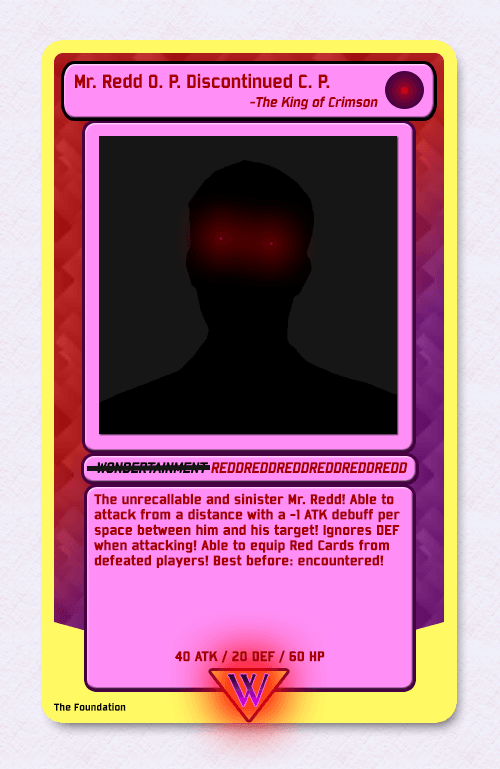 Mr. Redd O. P. Discontinued C. P.
-The King of Crimson
WONDERTAINMENT REDDREDDREDDREDDREDDREDD
The unrecallable and sinister Mr. Redd! Able to
attack from a distance with a -1 ATK debuff per
space between him and his target! Ignores DEF
when attacking! Able to equip Red Cards from
defeated players! Best before: encountered!
40 ATK / 20 DEF / 60 HP
W
The Foundation